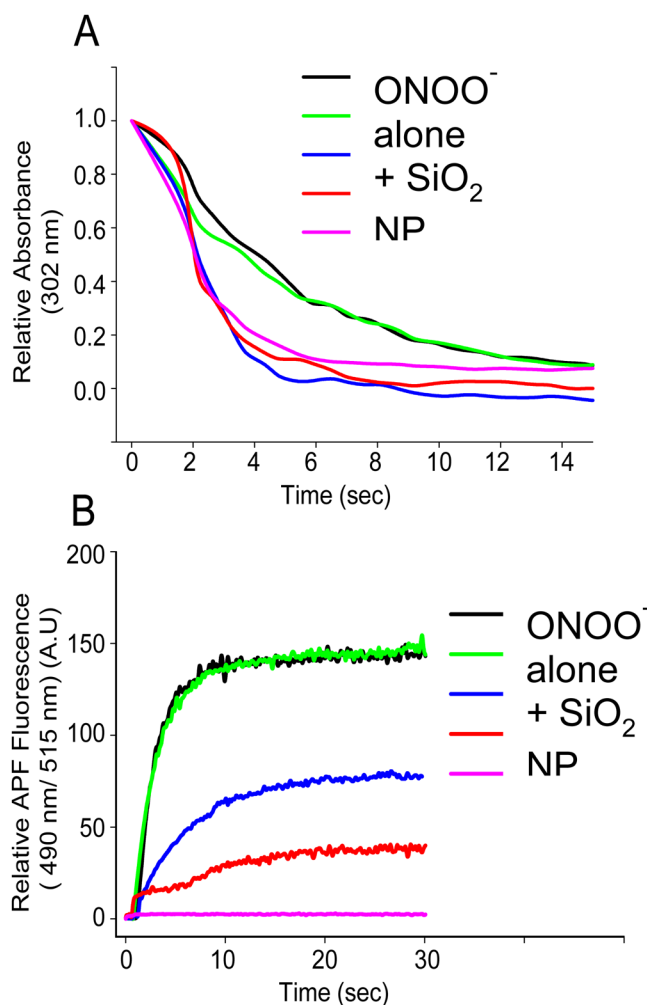 A
ONOO-
alone
+ SiO2
NP
Relative Absorbance
(302 nm)
1.0
0.8
0.6
0.4
0.2
0.0
0
2
4
6
8
10
12
14
Time (sec)
B
ONOO-
alone
+ SiO2
NP
Relative APF Fluorescence
( 490 nm/ 515 nm) (A.U)
200
150
100
50
0
0
10
20
30
Time (sec)